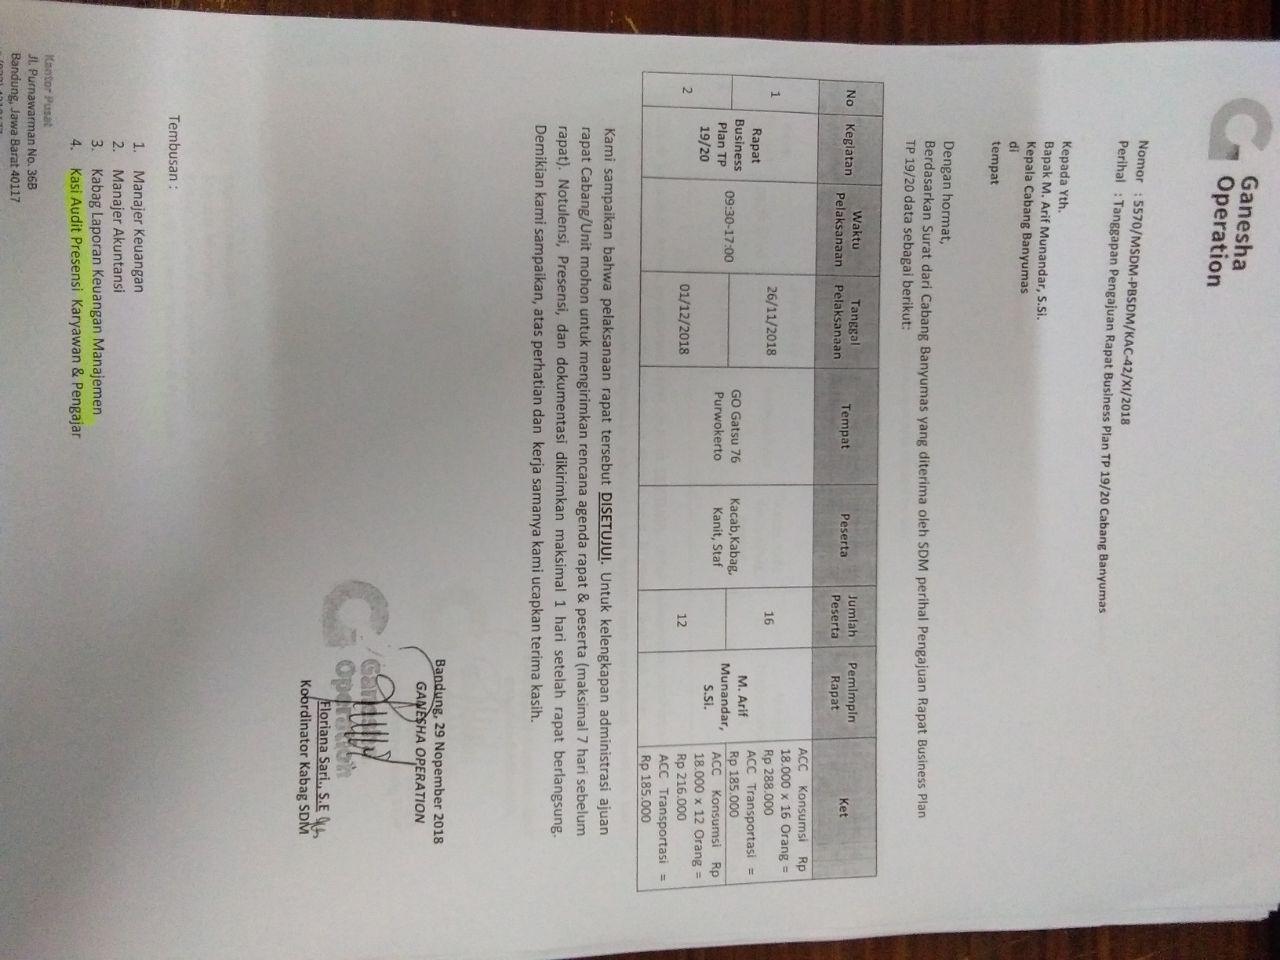 Ganesha
Operation
Nomor : 5570/MSDM-PBSDM/KAC-42/XI/2018
Perihal : Tanggapan Pengajuan Rapat Business Plan TP 19/20 Cabang Banyumas
Kepada Yth.
Bapak M. Arif Munandar, S.Si.
Kepala Cabang Banyumas
di
tempat
Dengan hormat,
Berdasarkan Surat dari Cabang Banyumas yang diterima oleh SDM perihal Pengajuan Rapat Business Plan
TP 19/20 data sebagai berikut:
No Kegiatan Waktu Pelaksanaan Tanggal Pelaksanaan Tempat Peserta Jumlah Peserta Pemimpin Rapat Ket
1 26/11/2018 16 ACC Konsumsi Rp
18.000 x 16 Orang =
Rp 288.000
ACC Transportasi =
Rp 185.000
Rapat
Business
Plan TP
19/20
09:30-17:00
GO Gatsu 76
Purwokerto
Kacab,Kabag,
Kanit, Staf
M. Arif
Munandar,
S.Si.
2 01/12/2018 12 ACC Konsumsi Rp
18.000 x 12 Orang =
Rp 216.000
ACC Transportasi =
Rp 185.000
Kami sampaikan bahwa pelaksanaan rapat tersebut DISETUJUI. Untuk kelengkapan administrasi ajuan
rapat Cabang/Unit mohon untuk mengirimkan rencana agenda rapat & peserta (maksimal 7 hari sebelum
rapat). Notulensi, Presensi, dan dokumentasi dikirimkan maksimal 1 hari setelah rapat berlangsung.
Demikian kami sampaikan, atas perhatian dan kerja samanya kami ucapkan terima kasih.
Bandung, 29 Nopember 2018
GANESHA OPERATION
Ganesha
Operation
Floriana Sari., S.E
Koordinator Kabag SDM
Tembusan :
1. Manajer Keuangan
2. Manajer Akuntansi
3. Kabag Laporan Keuangan Manajemen
4. Kasi Audit Presensi Karyawan & Pengajar
Kantor Pusat
Jl. Purnawarman No. 36B
Bandung, Jawa Barat 40117